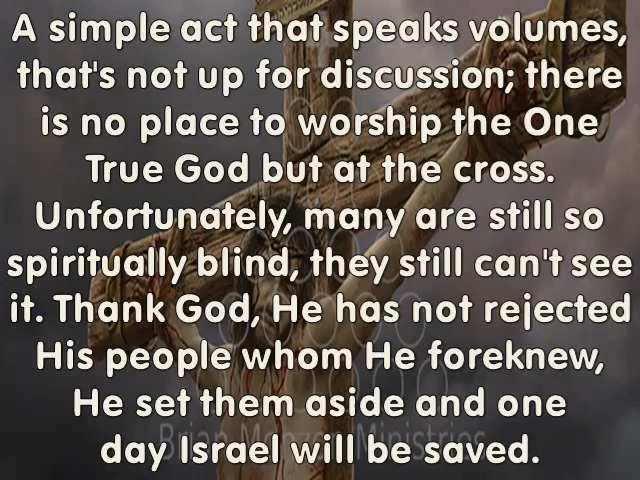 A simple act that speaks volumes,
that's not up for discussion; there
is no place to worship the One
True God but at the cross.
Unfortunately, many are still so
spiritually blind, they still can't see
it. Thank God, He has not rejected
His people whom He foreknew,
He set them aside and one
day Israel will be saved.
Ministries